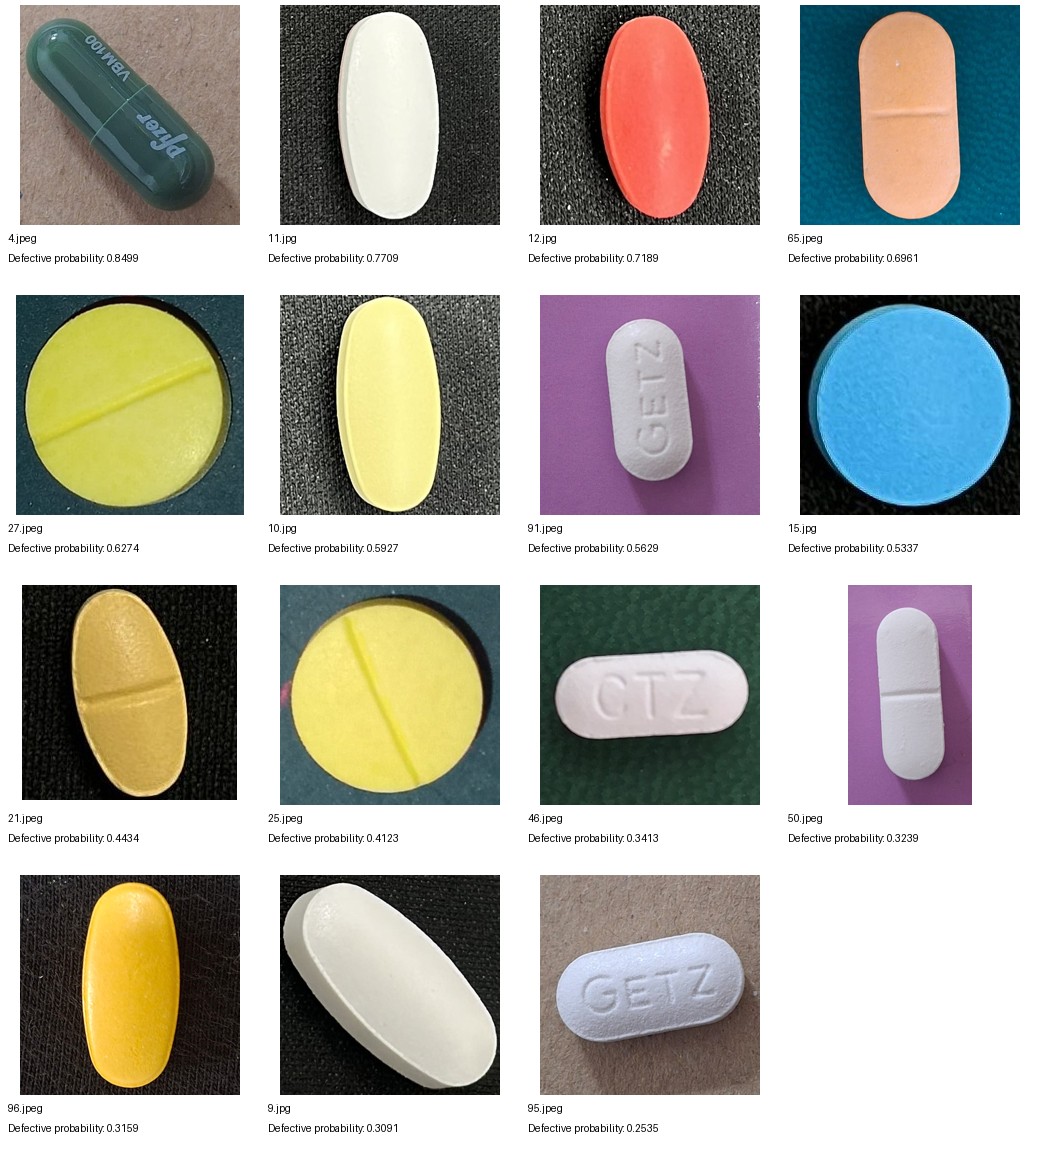 VBM100
pfizer
4.jpeg
Defective probability: 0.8499
11.jpg
Defective probability: 0.7709
12.jpg
Defective probability: 0.7189
65.jpeg
Defective probability: 0.6961
27.jpeg
Defective probability: 0.6274
10.jpg
Defective probability: 0.5927
GETZ
91.jpeg
Defective probability: 0.5629
15.jpg
Defective probability: 0.5337
21.jpeg
Defective probability: 0.4434
25.jpeg
Defective probability: 0.4123
CTZ
46.jpeg
Defective probability: 0.3413
50.jpeg
Defective probability: 0.3239
96.jpeg
Defective probability: 0.3159
9.jpg
Defective probability: 0.3091
GETZ
95.jpeg
Defective probability: 0.2535